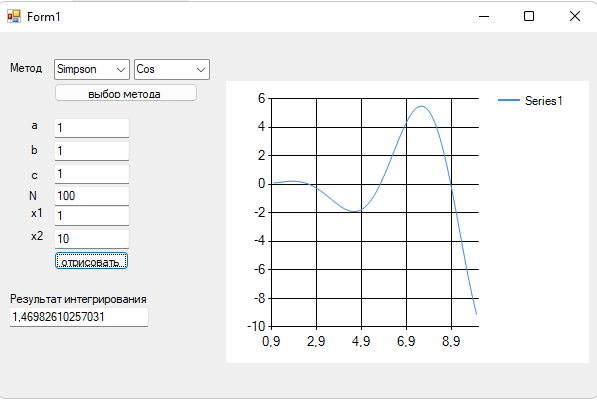 Form1
Метод
Simpson
Cos
выбор метода
a
1
b
1
c
1
N
100
x1
1
x2
10
отрисовать
Результат интегрирования
1,46982610257031
6
4
2
0
-2
-4
-6
-8
-10
0,9
2,9
4,9
6,9
8,9
Series1